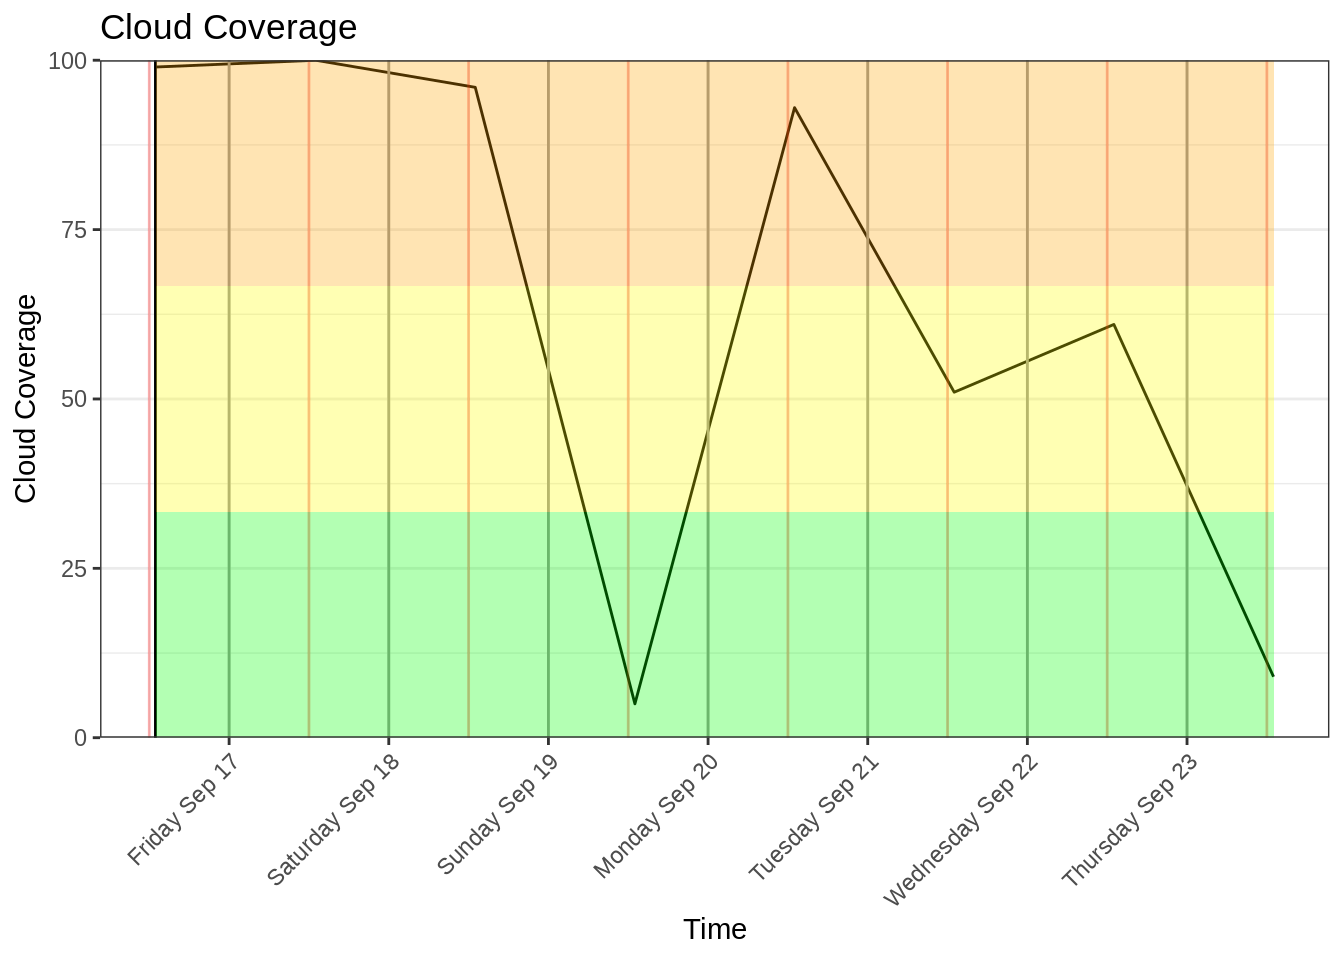 Cloud Coverage
100
75
50
25
0
Cloud Coverage
Friday Sep 17
Saturday Sep 18
Sunday Sep 19
Monday Sep 20
Tuesday Sep 21
Wednesday Sep 22
Thursday Sep 23
Time